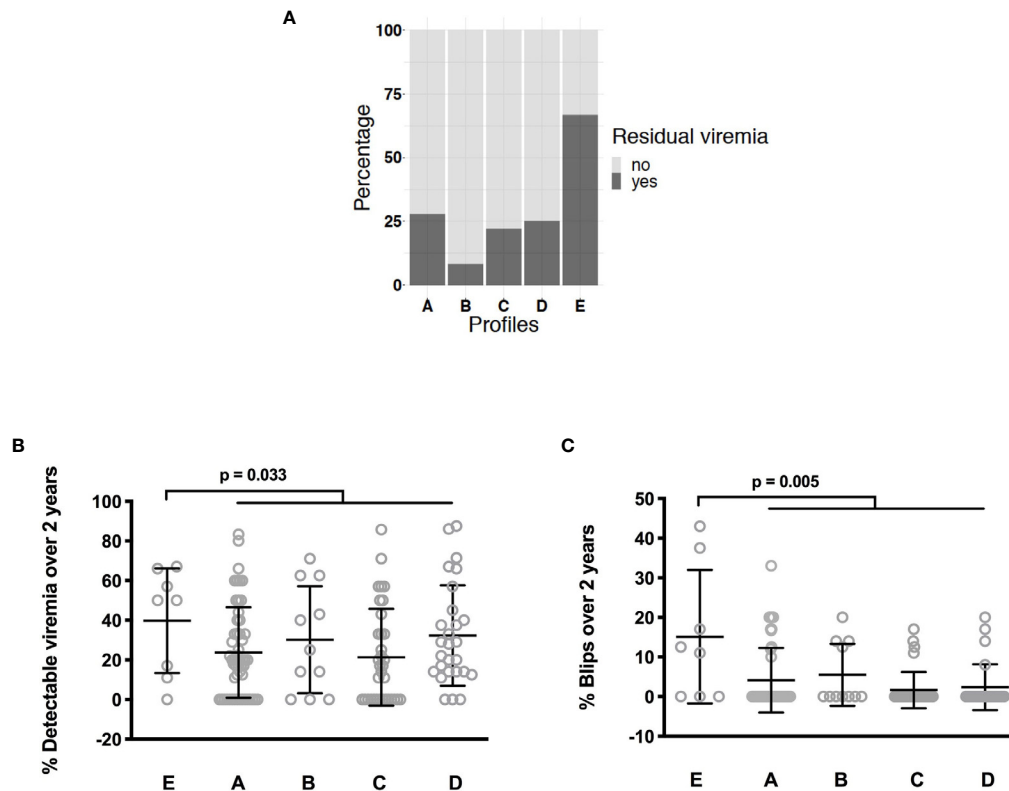 A
100
75
50
25
0
Percentage
A B C D E
Profiles
Residual viremia
no
yes
B
% Detectable viremia over 2 years
p = 0.033
100
80
60
40
20
0
-20
E A B C D
C
% Blips over 2 years
p = 0.005
50
40
30
20
10
0
-10
E A B C D